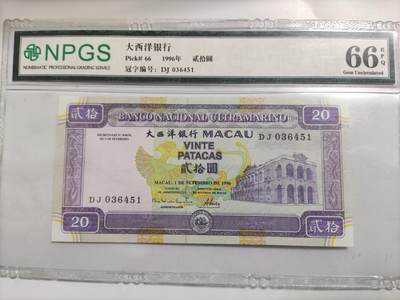 NPGS
NUMISMATIC PROFESSIONAL GRADING SERVICE
大西洋银行
Pick# 66 1996年 贰拾圆
冠字编号: DJ 036451
66 EPQ
Gem Uncirculated
BANCO NACIONAL ULTRAMARINO
贰拾
20
大西洋銀行 MACAU
DJ 036451
VINTE
PATACAS
贰拾圓
MACAU, 1 DE SETEMBRO DE 1996
DJ 036451
20
贰拾